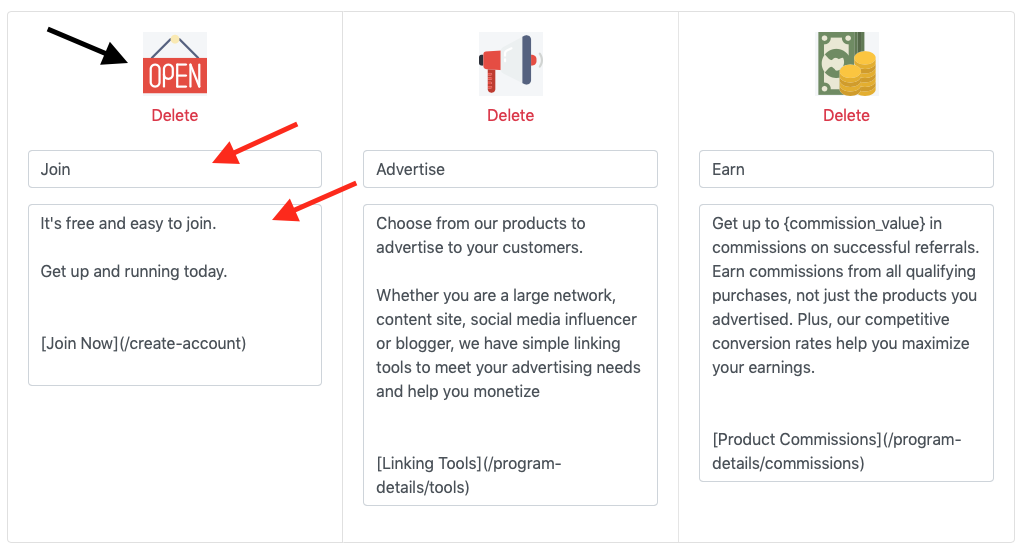 OPEN
Delete
Join
It's free and easy to join.
Get up and running today.
[Join Now](/create-account)
Delete
Advertise
Choose from our products to
advertise to your customers.
Whether you are a large network,
content site, social media influencer
or blogger, we have simple linking
tools to meet your advertising needs
and help you monetize
[Linking Tools](/program-
details/tools)
Delete
Earn
Get up to {commission_value} in
commissions on successful referrals.
Earn commissions from all qualifying
purchases, not just the products you
advertised. Plus, our competitive
conversion rates help you maximize
your earnings.
[Product Commissions](/program-
details/commissions)